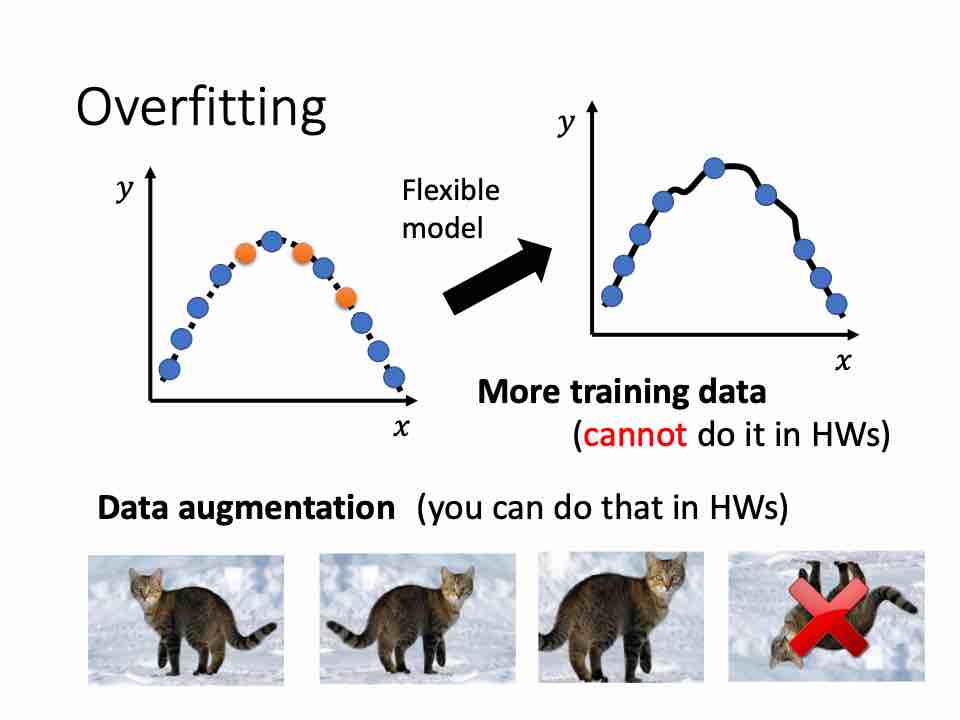 Overfitting
y
x
Flexible
model
y
x
More training data
(cannot do it in HWs)
Data augmentation (you can do that in HWs)